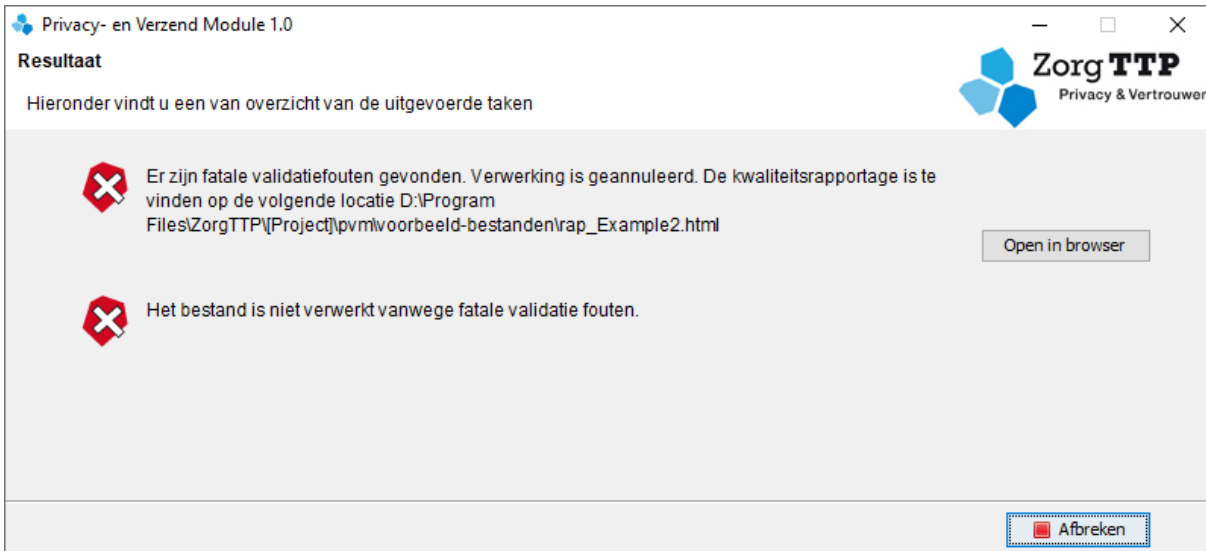 Privacy- en Verzend Module 1.0
Resultaat
Hieronder vindt u een van overzicht van de uitgevoerde taken
Zorg TTP
Privacy & Vertrouwen
Er zijn fatale validatiefouten gevonden. Verwerking is geannuleerd. De kwaliteitsrapportage is te
vinden op de volgende locatie D:\Program
Files\ZorgTTP\[Project]\pvm\voorbeeld-bestanden\rap_Example2.html
Open in browser
Het bestand is niet verwerkt vanwege fatale validatie fouten.
Afbreken